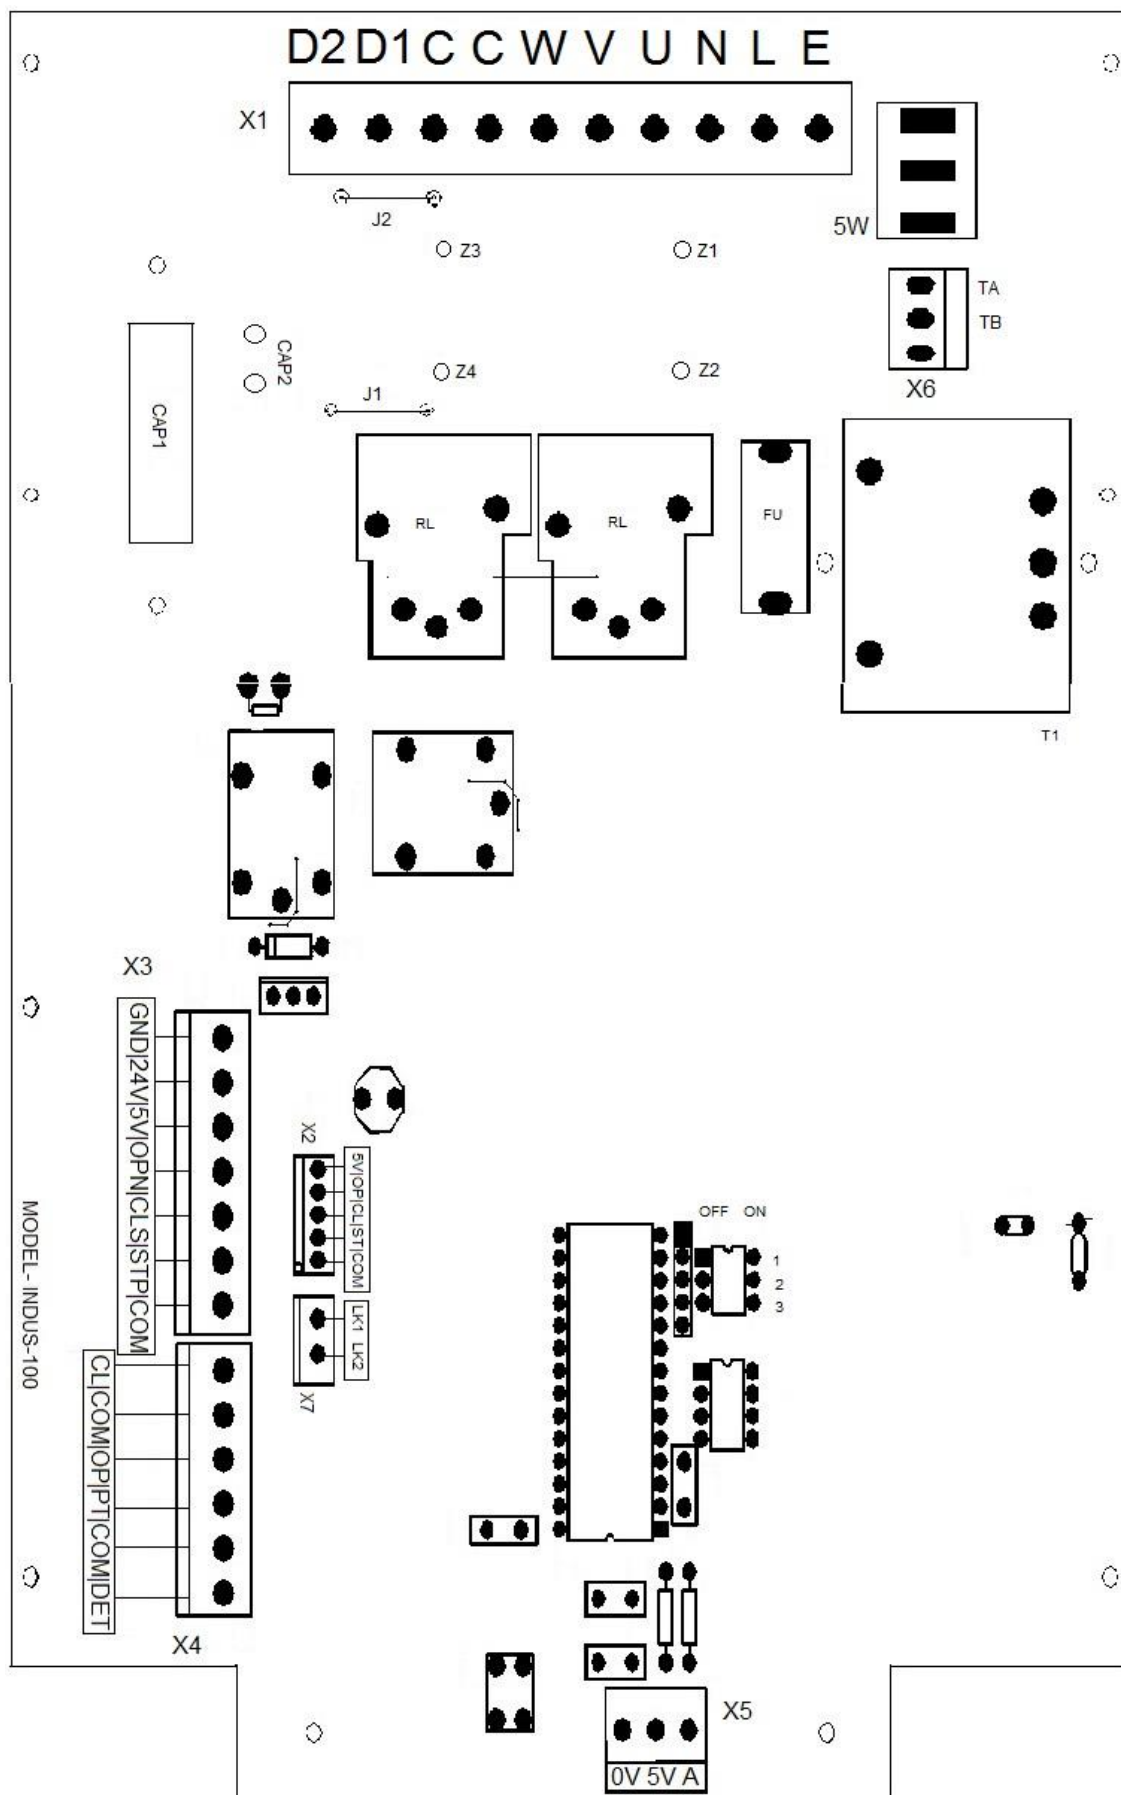 D2 D1 C C W V U N L E
X1
J2
5W
Z3
Z1
TA
TB
CAP2
Z4
Z2
X6
J1
CAP1
RL
RL
FU
T1
X3
GND|24V|5V|OPN|CLS|STP|COM
X2
5V|OP|CL|ST|COM
MODEL- INDUS-100
OFF ON
1
2
3
LK1 LK2
X7
CL|COM|OP|PT|COM|DET
X4
X5
0V 5V A